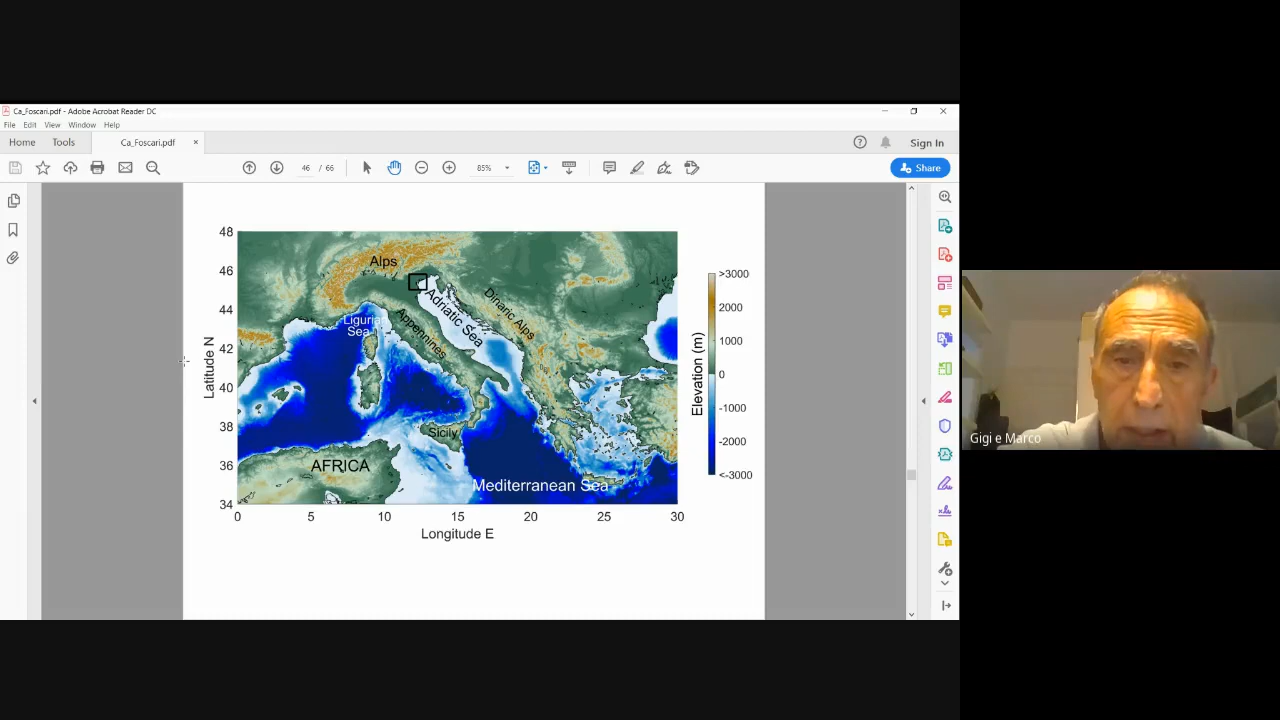 Ca_Foscari.pdf - Adobe Acrobat Reader DC
File Edit View Window Help
Home Tools Ca_Foscari.pdf × Sign In
46 / 66 85% Share
48
46
44
42
40
38
36
34
Latitude N
Alps
Ligurian
Sea
Appennines
Adriatic Sea
Dinaric Alps
Sicily
AFRICA
Mediterranean Sea
0 5 10 15 20 25 30
Longitude E
>3000
2000
1000
0
-1000
-2000
<-3000
Elevation (m)
Gigi e Marco